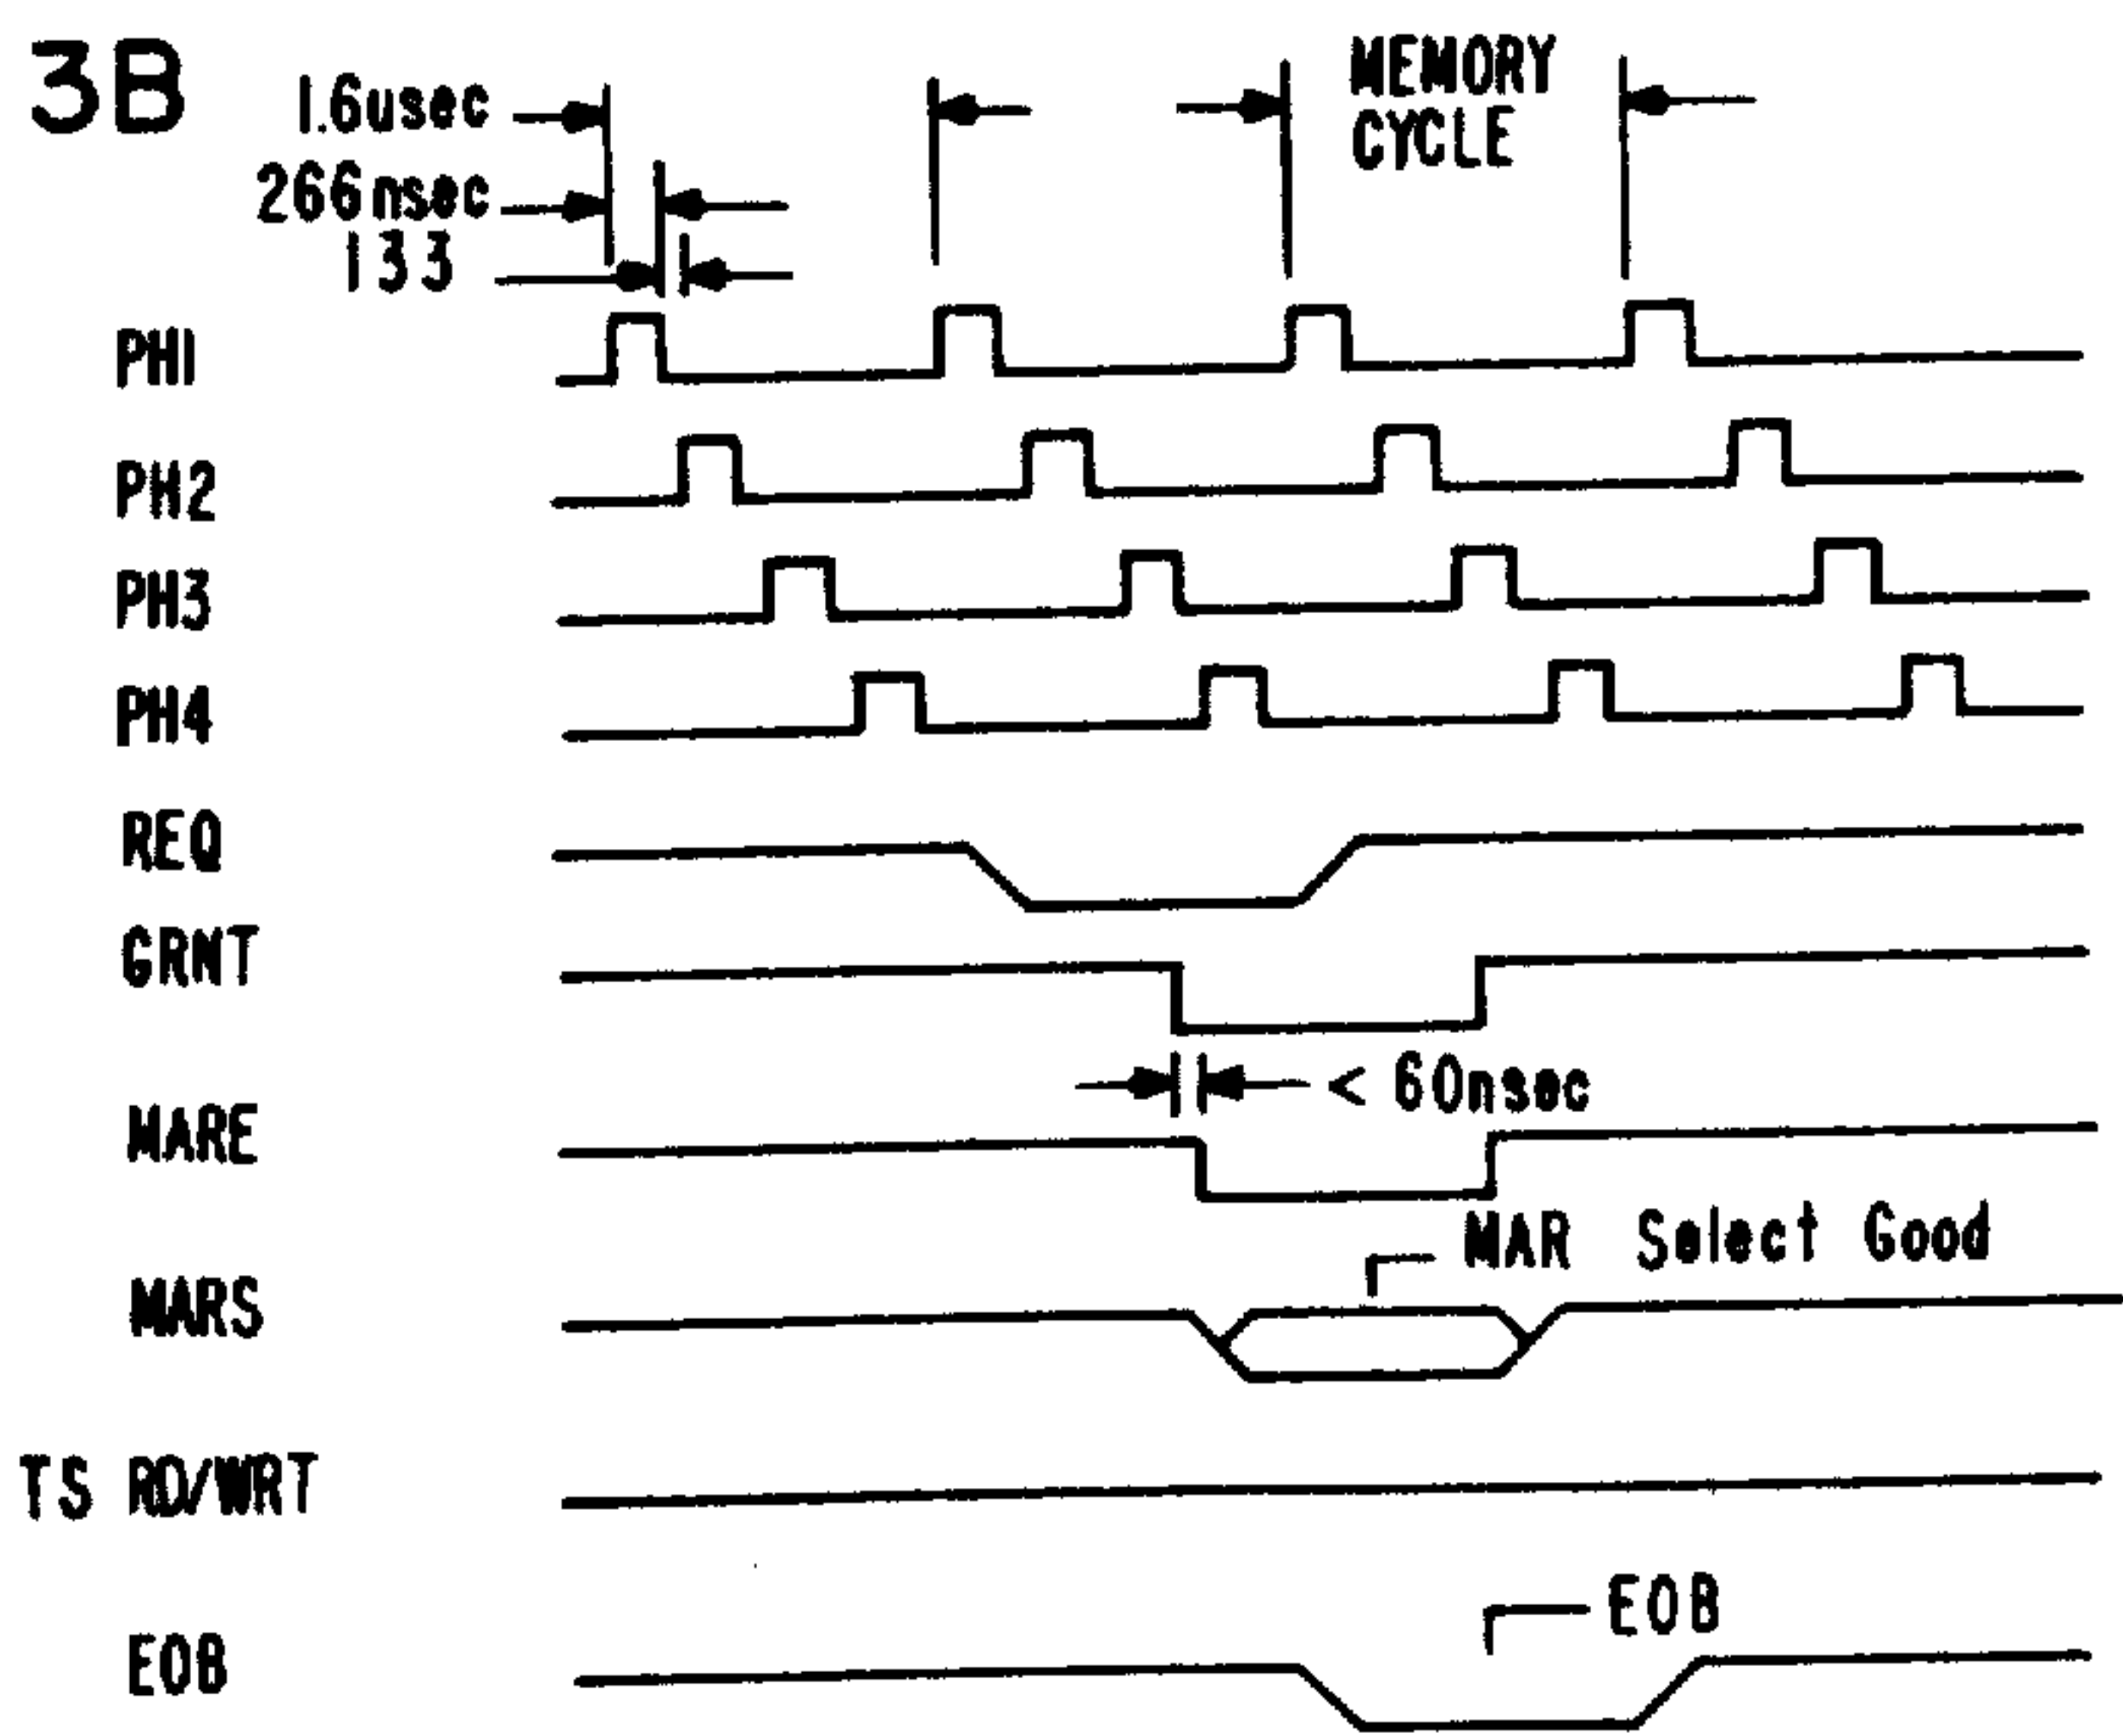 3B
1.6usec
MEMORY
CYCLE
266nsec
133
PH1
PH2
PH3
PH4
REQ
GRNT
< 60nsec
MARE
MAR Select Good
MARS
TS RD/WRT
EOB
EOB